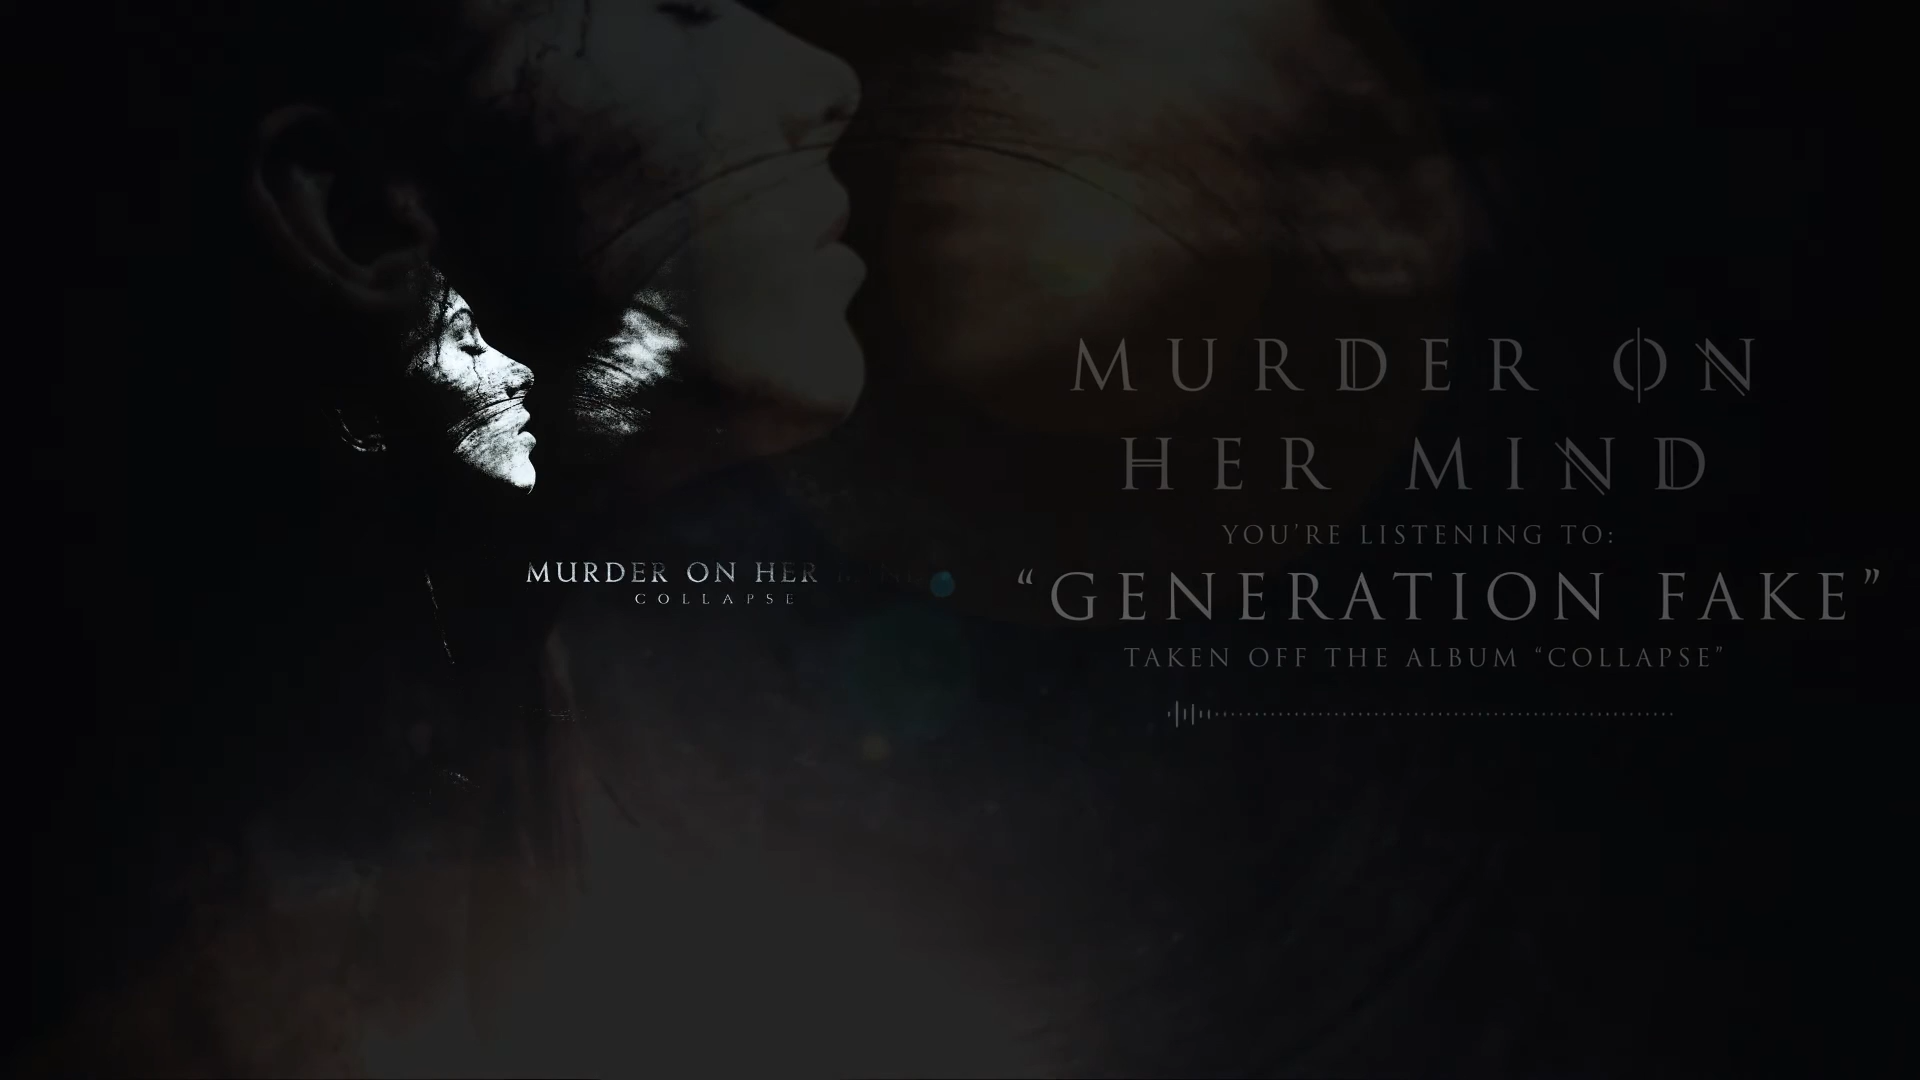 MURDER ON HER
COLLAPSE
MURDER ON
HER MIND
YOU'RE LISTENING TO:
“GENERATION FAKE”
TAKEN OFF THE ALBUM “COLLAPSE”